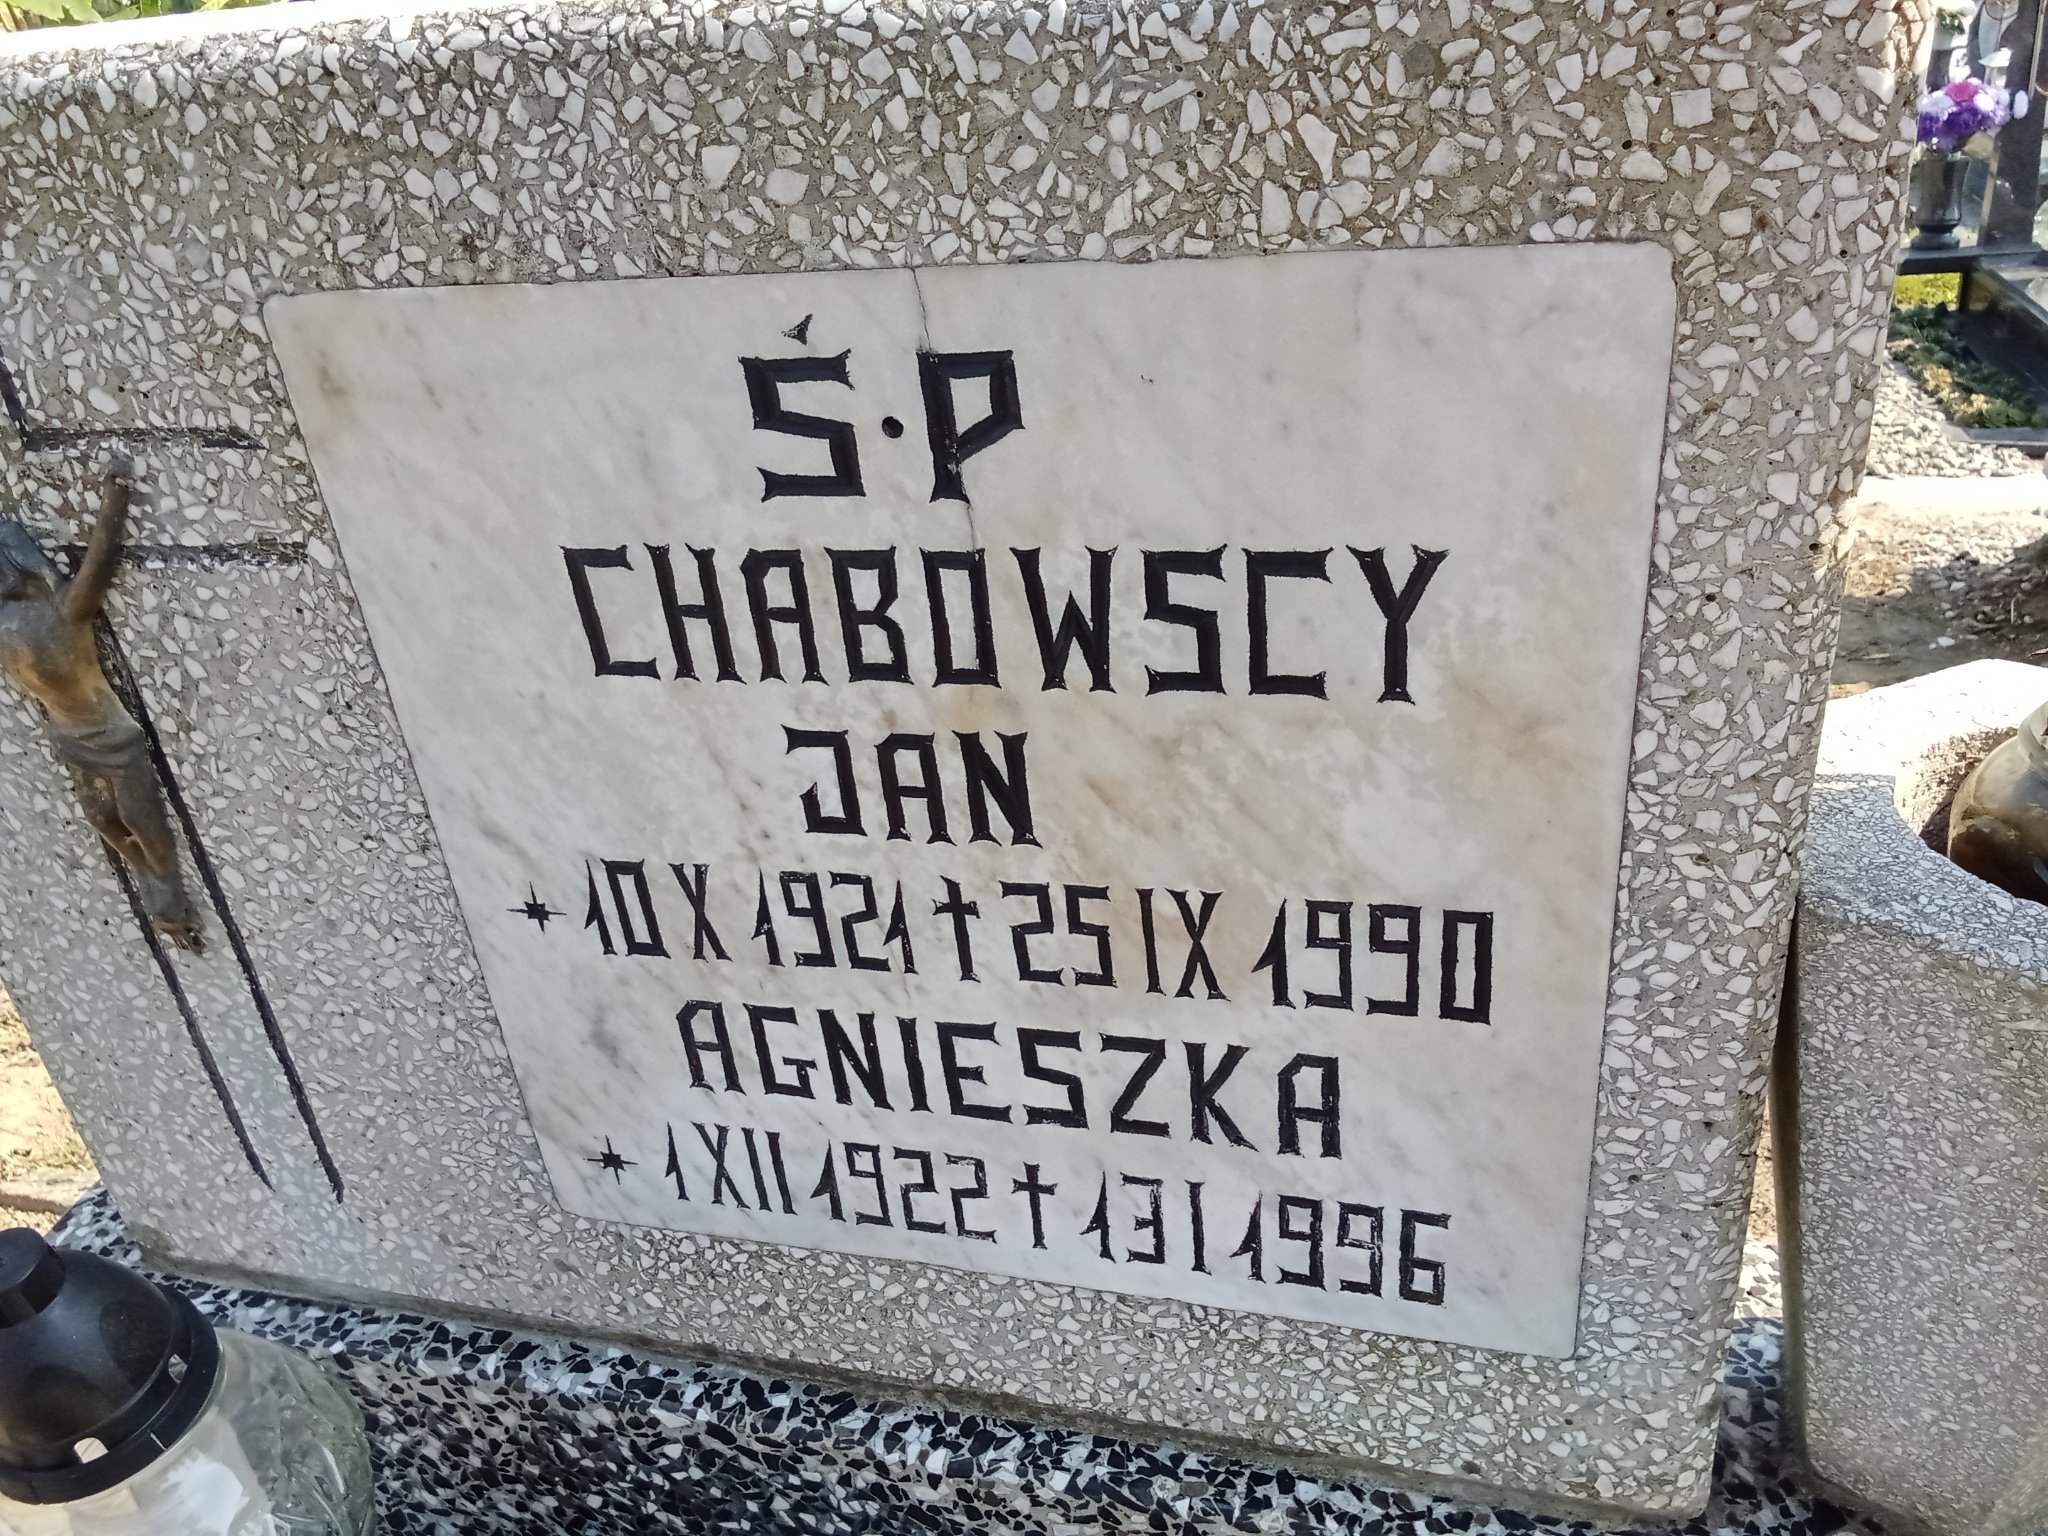 Ś.P
CHABOWSCY
JAN
* 10 X 1921 † 25 IX 1990
AGNIESZKA
* 1 XII 1922 † 13 I 1996